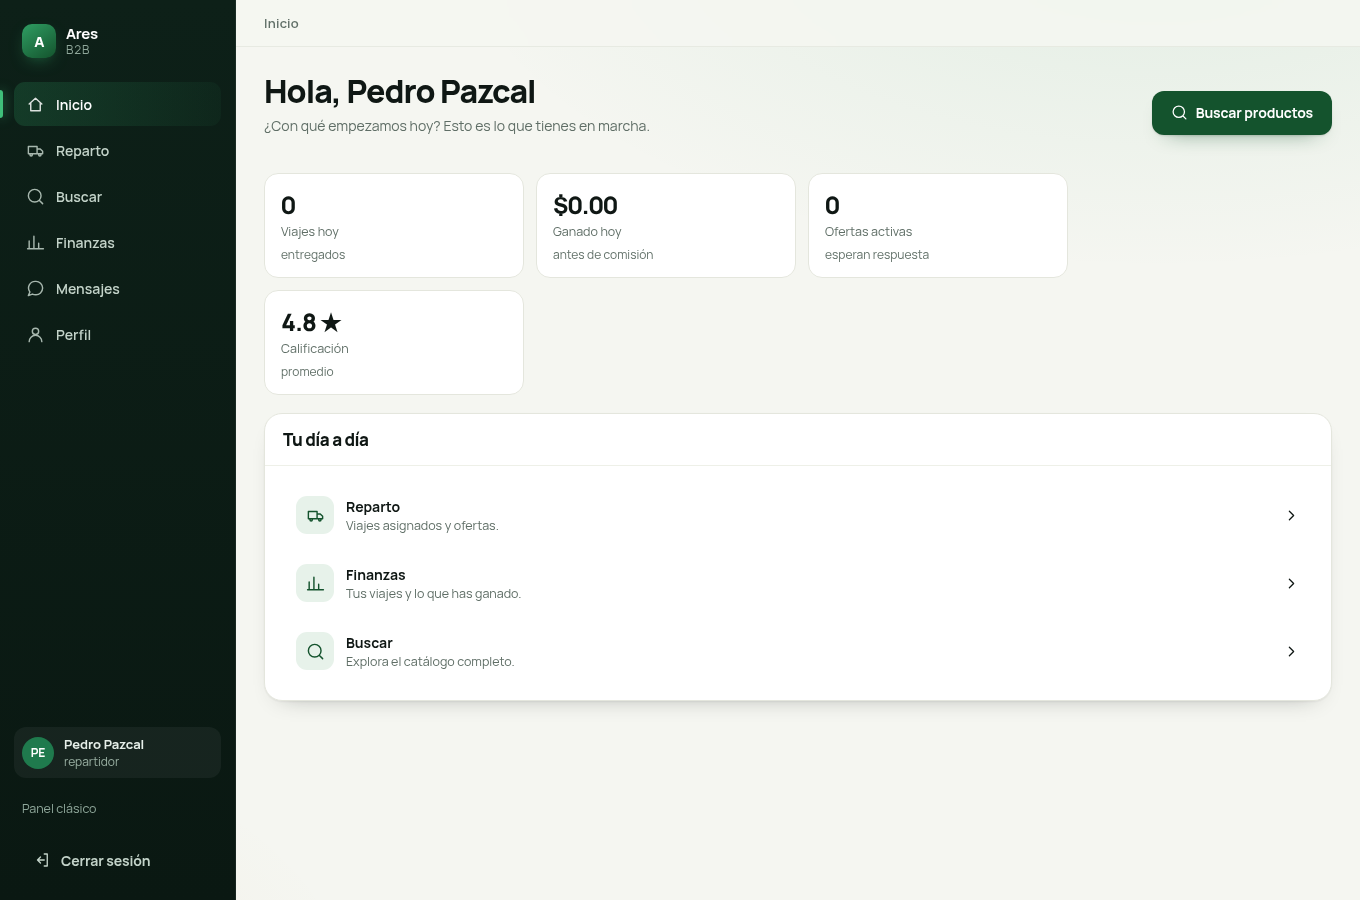 A
Ares
B2B
Inicio
Reparto
Buscar
Finanzas
Mensajes
Perfil
PE
Pedro Pazcal
repartidor
Panel clásico
Cerrar sesión
Inicio
Hola, Pedro Pazcal
¿Con qué empezamos hoy? Esto es lo que tienes en marcha.
Buscar productos
0
Viajes hoy
entregados
$0.00
Ganado hoy
antes de comisión
0
Ofertas activas
esperan respuesta
4.8 ★
Calificación
promedio
Tu día a día
Reparto
Viajes asignados y ofertas.
Finanzas
Tus viajes y lo que has ganado.
Buscar
Explora el catálogo completo.